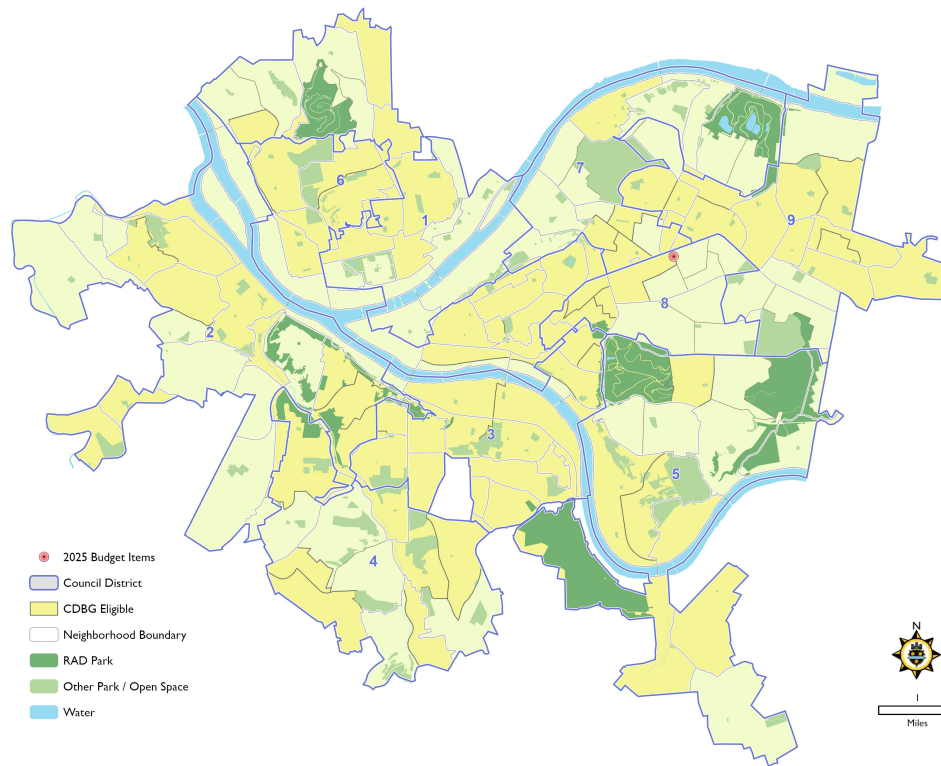 7
6
1
9
8
2
3
5
4
2025 Budget Items
Council District
CDBG Eligible
Neighborhood Boundary
RAD Park
Other Park / Open Space
Water
N
1
Miles